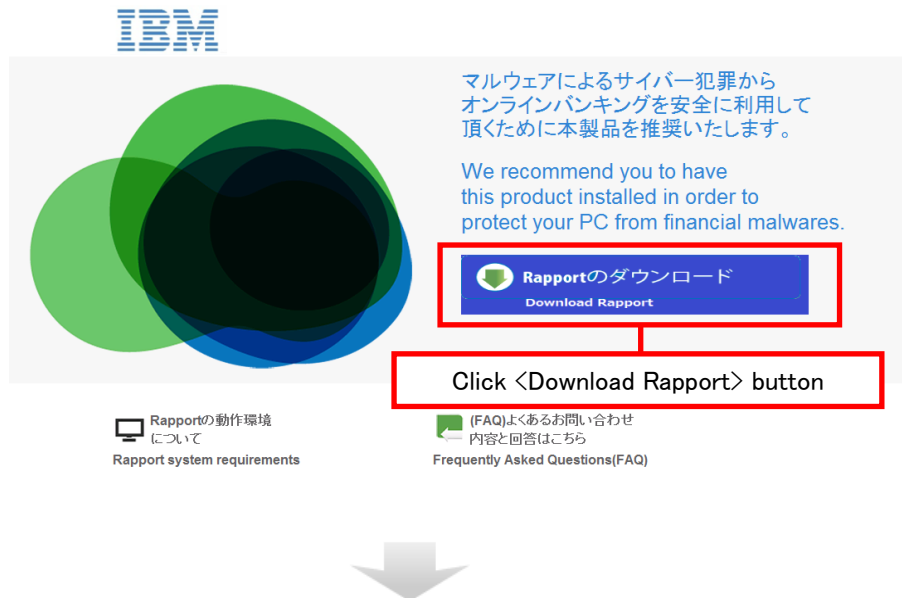 IBM
マルウェアによるサイバー犯罪から
オンラインバンキングを安全に利用して
頂くために本製品を推奨いたします。
We recommend you to have
this product installed in order to
protect your PC from financial malwares.
Rapportのダウンロード
Download Rapport
Click <Download Rapport> button
Rapportの動作環境
について
Rapport system requirements
(FAQ)よくあるお問い合わせ
内容と回答はこちら
Frequently Asked Questions(FAQ)